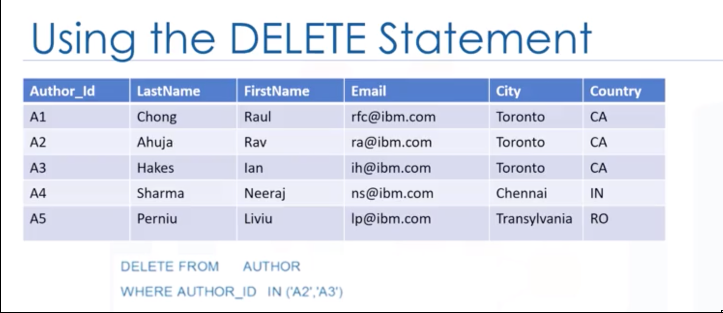 Using the DELETE Statement
Author_Id LastName FirstName Email City Country
A1 Chong Raul rfc@ibm.com Toronto CA
A2 Ahuja Rav ra@ibm.com Toronto CA
A3 Hakes Ian ih@ibm.com Toronto CA
A4 Sharma Neeraj ns@ibm.com Chennai IN
A5 Perniu Liviu lp@ibm.com Transylvania RO
DELETE FROM AUTHOR
WHERE AUTHOR_ID IN ('A2','A3')